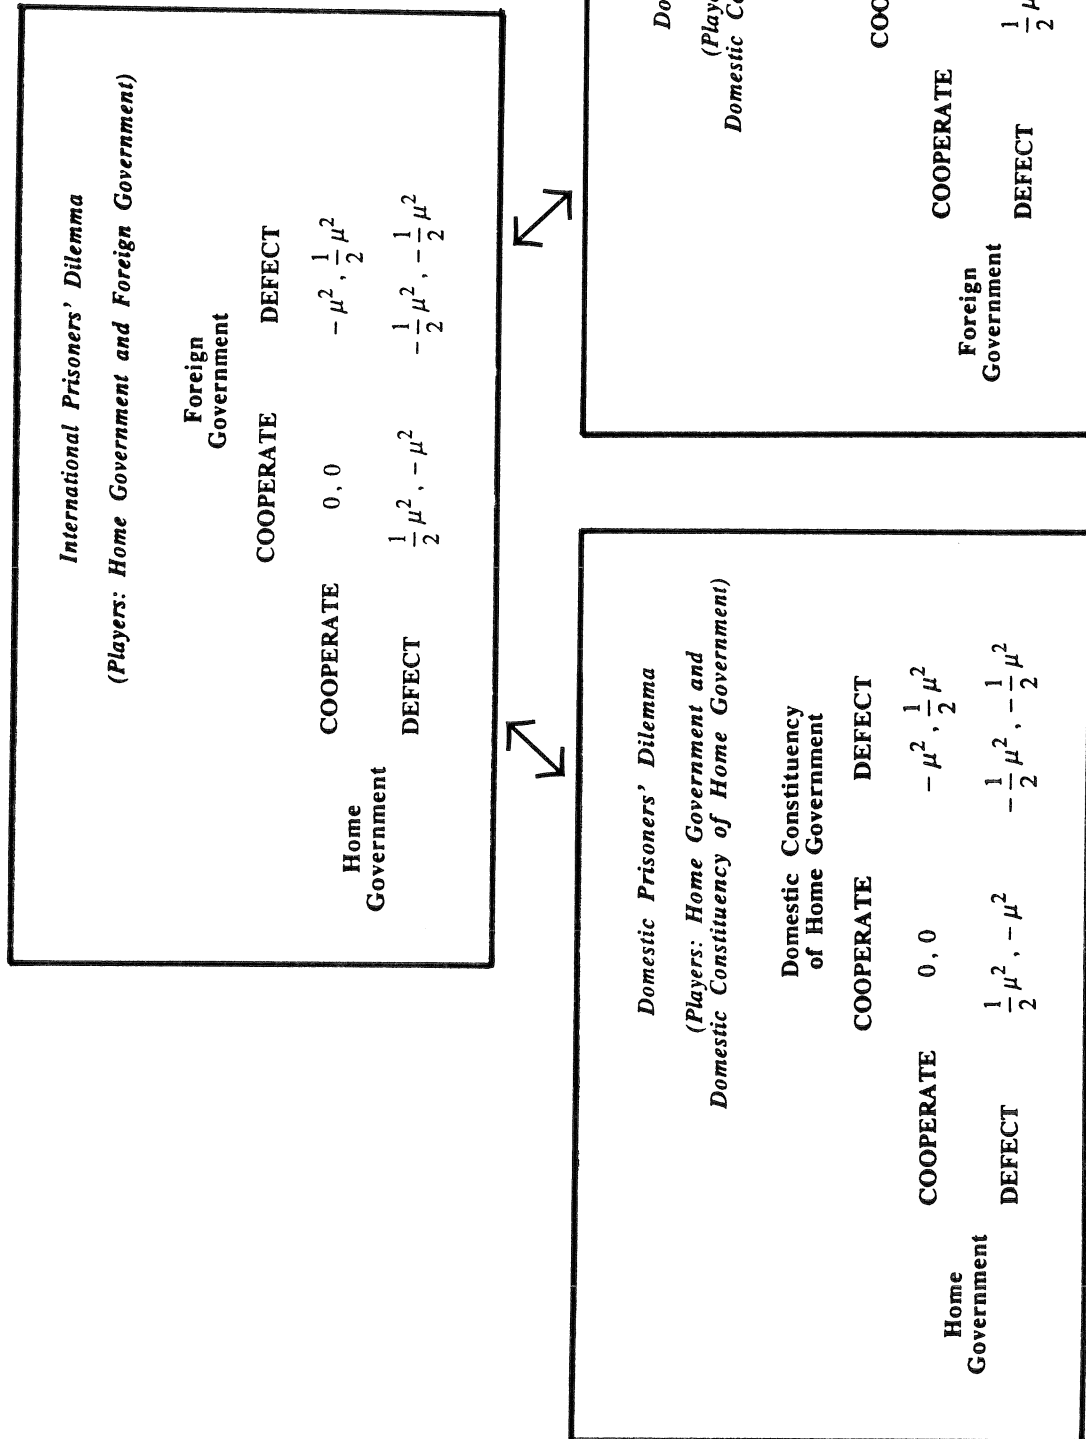 International Prisoners' Dilemma
(Players: Home Government and Foreign Government)
Foreign
Government
COOPERATE DEFECT
Home
Government
COOPERATE 0,0 −μ², ½μ²
DEFECT ½μ², −μ² −½μ², −½μ²
Domestic Prisoners' Dilemma
(Players: Home Government and
Domestic Constituency of Home Government)
Domestic Constituency
of Home Government
COOPERATE DEFECT
Home
Government
COOPERATE 0,0 −μ², ½μ²
DEFECT ½μ², −μ² −½μ², −½μ²
Domestic
Foreign
Government
COOPERATE
DEFECT ½